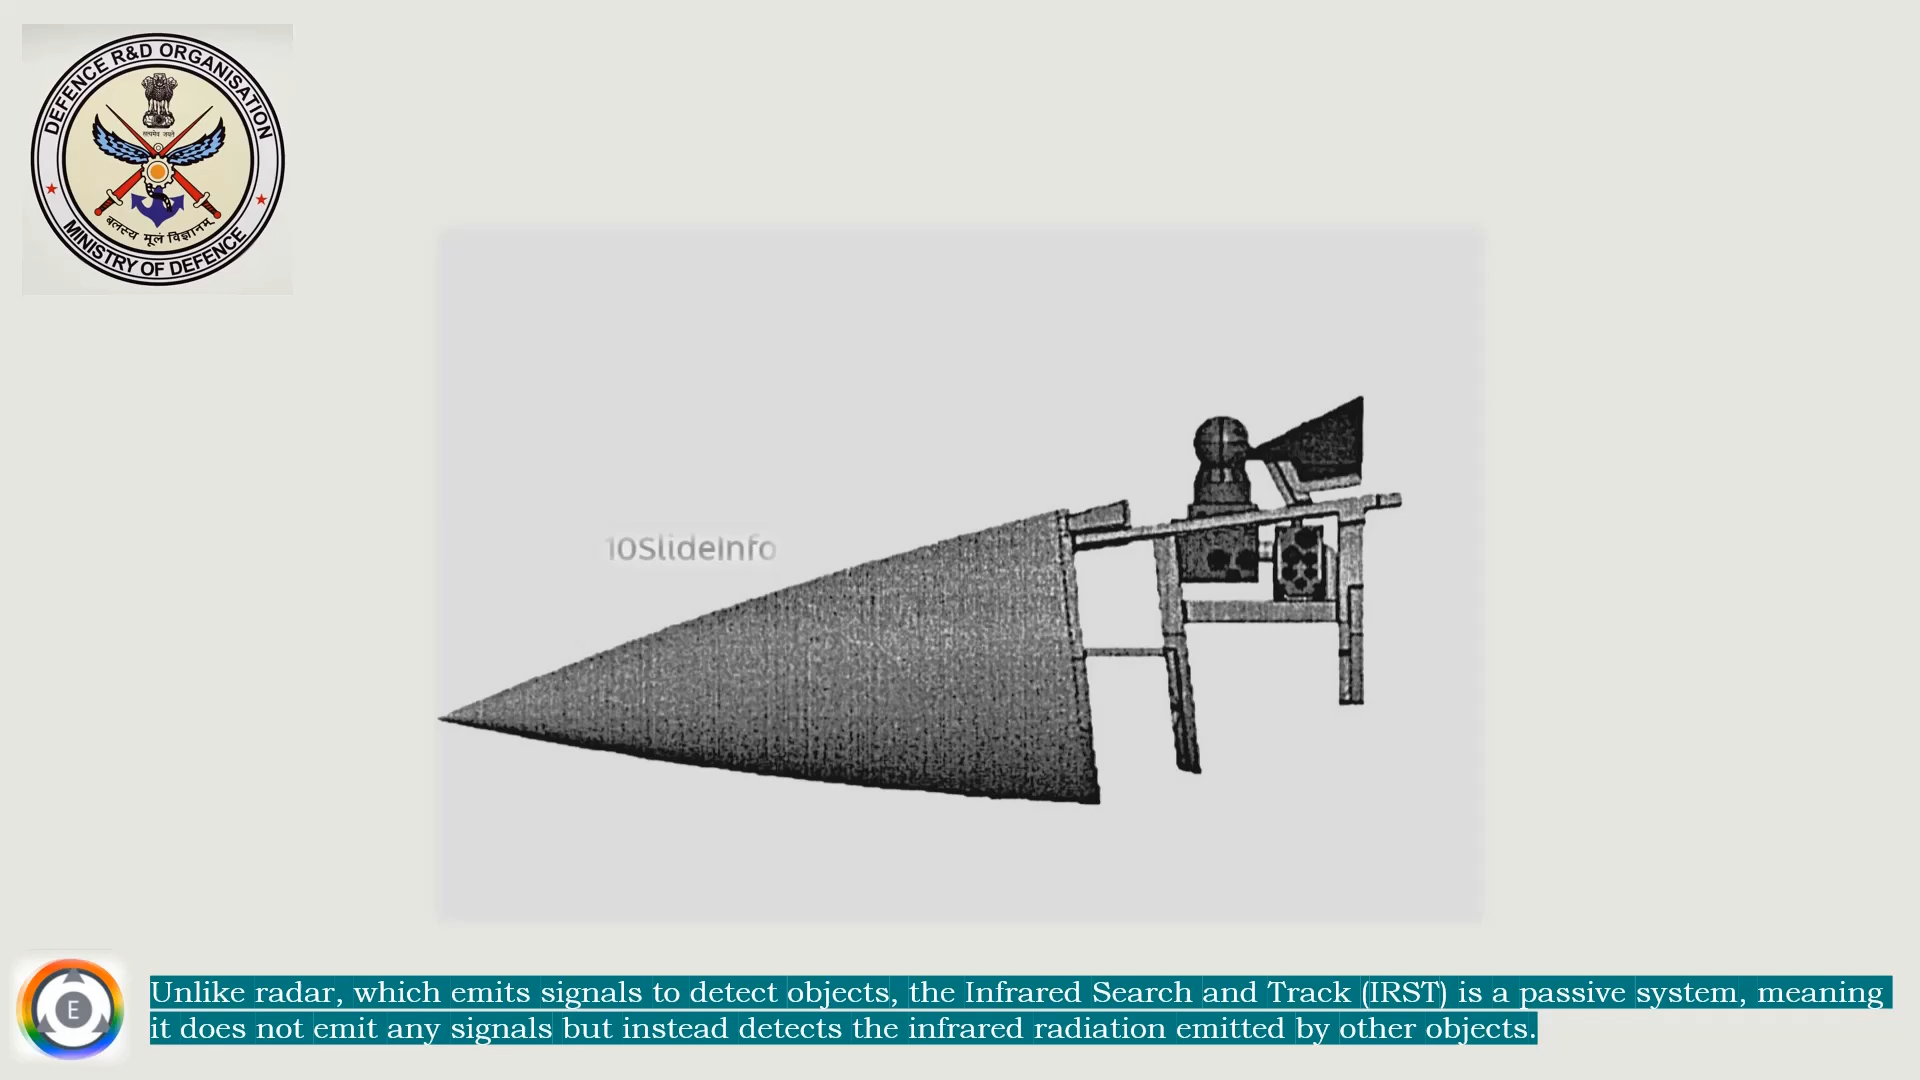 DEFENCE R&D ORGANISATION
सत्यमेव जयते
बलस्य मूलं विज्ञानम्
MINISTRY OF DEFENCE
10SlideInfo
E
Unlike radar, which emits signals to detect objects, the Infrared Search and Track (IRST) is a passive system, meaning
it does not emit any signals but instead detects the infrared radiation emitted by other objects.